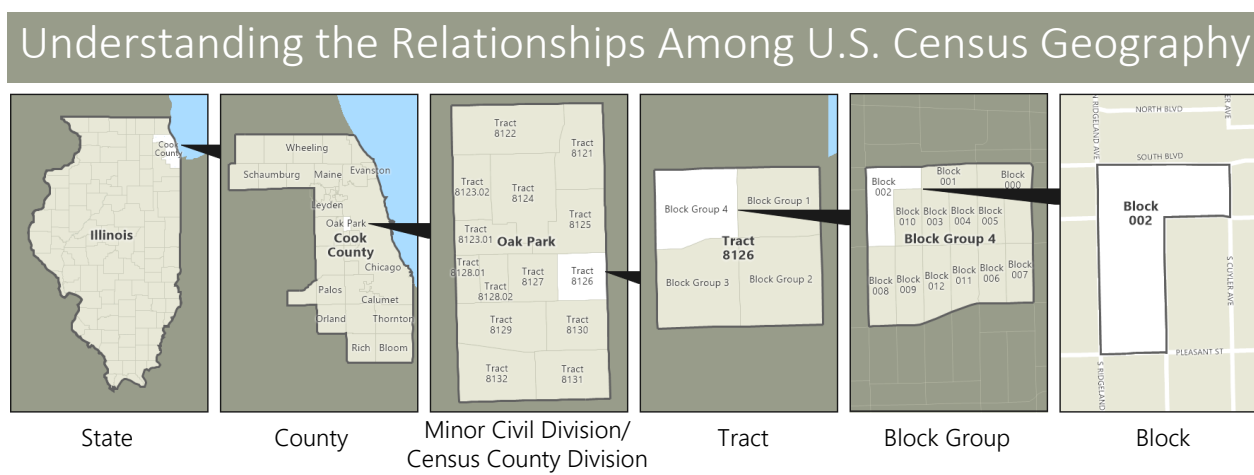 Understanding the Relationships Among U.S. Census Geography
Cook
County
Illinois
Wheeling
Schaumburg
Maine
Evanston
Leyden
Oak Park
Cook
County
Chicago
Palos
Calumet
Orland
Thornton
Rich
Bloom
Tract
8122
Tract
8121
Tract
8123.02
Tract
8124
Tract
8125
Tract
8123.01
Oak Park
Tract
8128.01
Tract
8127
Tract
8126
Tract
8128.02
Tract
8129
Tract
8130
Tract
8132
Tract
8131
Block Group 4
Block Group 1
Tract
8126
Block Group 3
Block Group 2
Block
002
Block
001
Block
000
Block
010
Block
003
Block
004
Block
005
Block Group 4
Block
008
Block
009
Block
012
Block
011
Block
006
Block
007
N RIDGELAND AVE
NORTH BLVD
SOUTH BLVD
Block
002
S CUYLER AVE
PLEASANT ST
S RIDGELAND
State
County
Minor Civil Division/
Census County Division
Tract
Block Group
Block